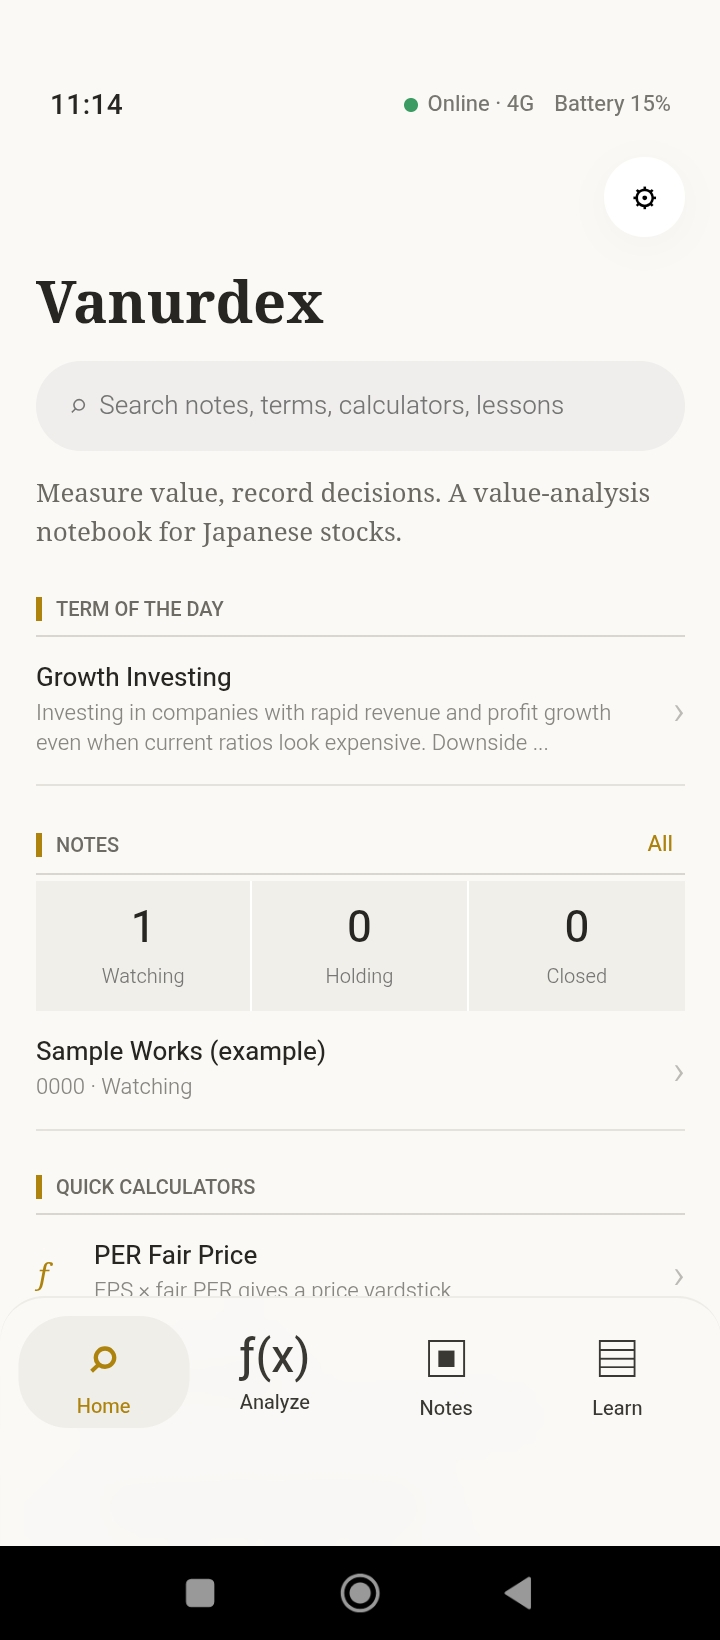 11:14
Online · 4G Battery 15%
Vanurdex
Search notes, terms, calculators, lessons
Measure value, record decisions. A value-analysis
notebook for Japanese stocks.
TERM OF THE DAY
Growth Investing
Investing in companies with rapid revenue and profit growth
even when current ratios look expensive. Downside ...
NOTES
All
1
0
0
Watching
Holding
Closed
Sample Works (example)
0000 · Watching
QUICK CALCULATORS
f
PER Fair Price
EPS × fair PER gives a price yardstick
Home
ƒ(x)
Analyze
Notes
Learn